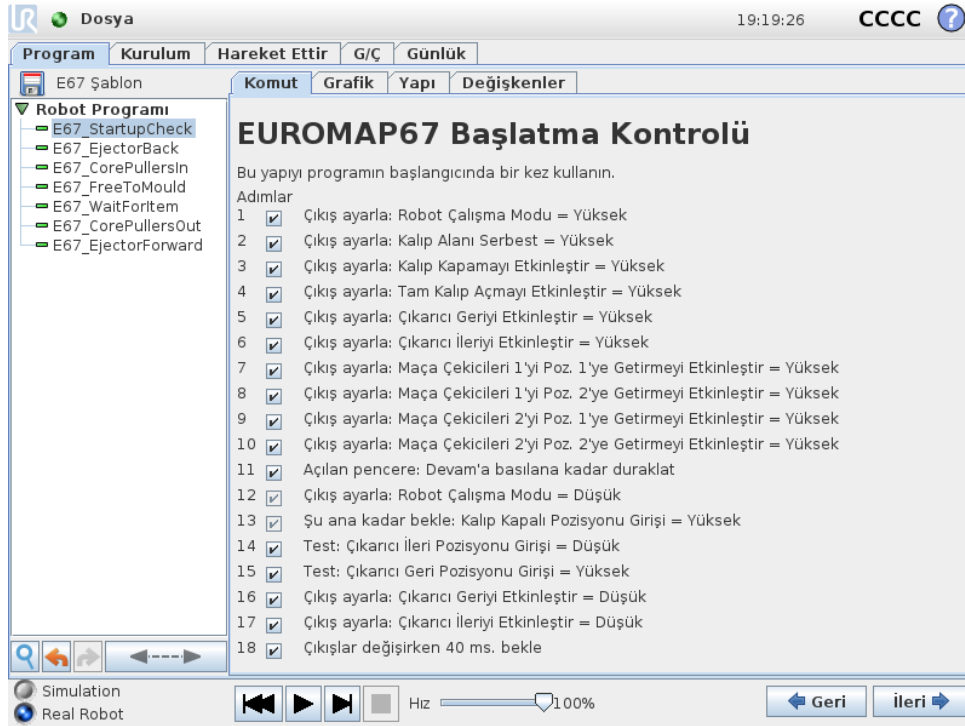 UR Dosya 19:19:26 CCCC ?
Program Kurulum Hareket Ettir G/Ç Günlük
E67 Şablon
Komut Grafik Yapı Değişkenler
Robot Programı
E67_StartupCheck
E67_EjectorBack
E67_CorePullersIn
E67_FreeToMould
E67_WaitForItem
E67_CorePullersOut
E67_EjectorForward
EUROMAP67 Başlatma Kontrolü
Bu yapıyı programın başlangıcında bir kez kullanın.
Adımlar
1 Çıkış ayarla: Robot Çalışma Modu = Yüksek
2 Çıkış ayarla: Kalıp Alanı Serbest = Yüksek
3 Çıkış ayarla: Kalıp Kapamayı Etkinleştir = Yüksek
4 Çıkış ayarla: Tam Kalıp Açmayı Etkinleştir = Yüksek
5 Çıkış ayarla: Çıkarıcı Geriyi Etkinleştir = Yüksek
6 Çıkış ayarla: Çıkarıcı İleriyi Etkinleştir = Yüksek
7 Çıkış ayarla: Maça Çekicileri 1'yi Poz. 1'ye Getirmeyi Etkinleştir = Yüksek
8 Çıkış ayarla: Maça Çekicileri 1'yi Poz. 2'ye Getirmeyi Etkinleştir = Yüksek
9 Çıkış ayarla: Maça Çekicileri 2'yi Poz. 1'ye Getirmeyi Etkinleştir = Yüksek
10 Çıkış ayarla: Maça Çekicileri 2'yi Poz. 2'ye Getirmeyi Etkinleştir = Yüksek
11 Açılan pencere: Devam'a basılana kadar duraklat
12 Çıkış ayarla: Robot Çalışma Modu = Düşük
13 Şu ana kadar bekle: Kalıp Kapalı Pozisyonu Girişi = Yüksek
14 Test: Çıkarıcı İleri Pozisyonu Girişi = Düşük
15 Test: Çıkarıcı Geri Pozisyonu Girişi = Yüksek
16 Çıkış ayarla: Çıkarıcı Geriyi Etkinleştir = Düşük
17 Çıkış ayarla: Çıkarıcı İleriyi Etkinleştir = Düşük
18 Çıkışlar değişirken 40 ms. bekle
Simulation
Real Robot
Hız 100%
Geri İleri